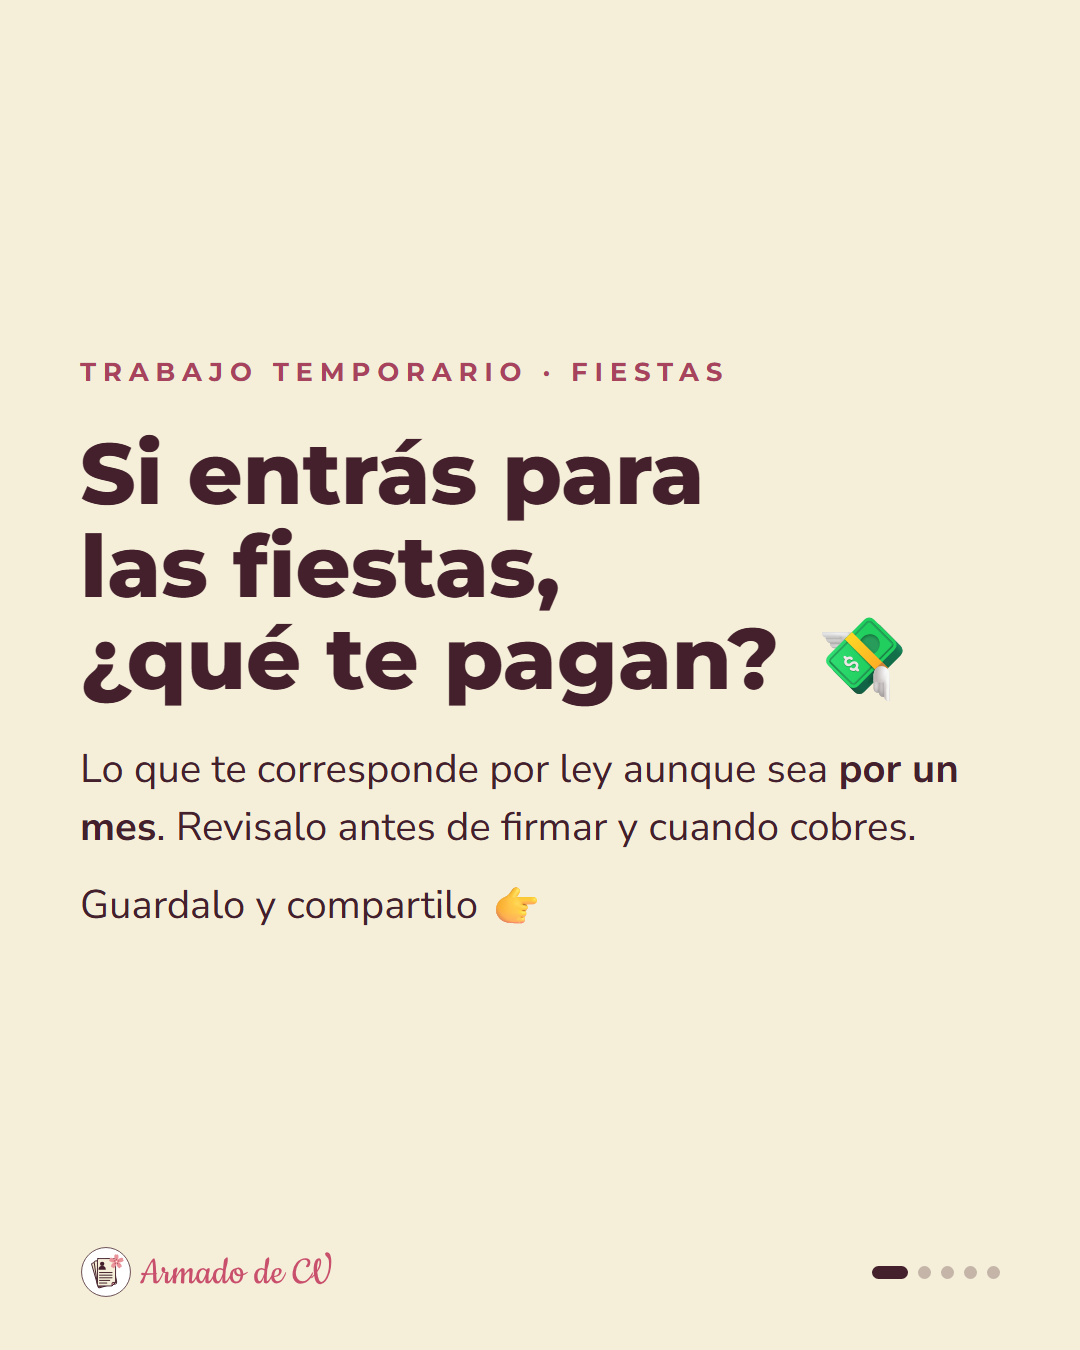 TRABAJO TEMPORARIO · FIESTAS
Si entrás para
las fiestas,
¿qué te pagan? 💸
Lo que te corresponde por ley aunque sea por un
mes. Revisalo antes de firmar y cuando cobres.
Guardalo y compartilo 👉
Armado de CV